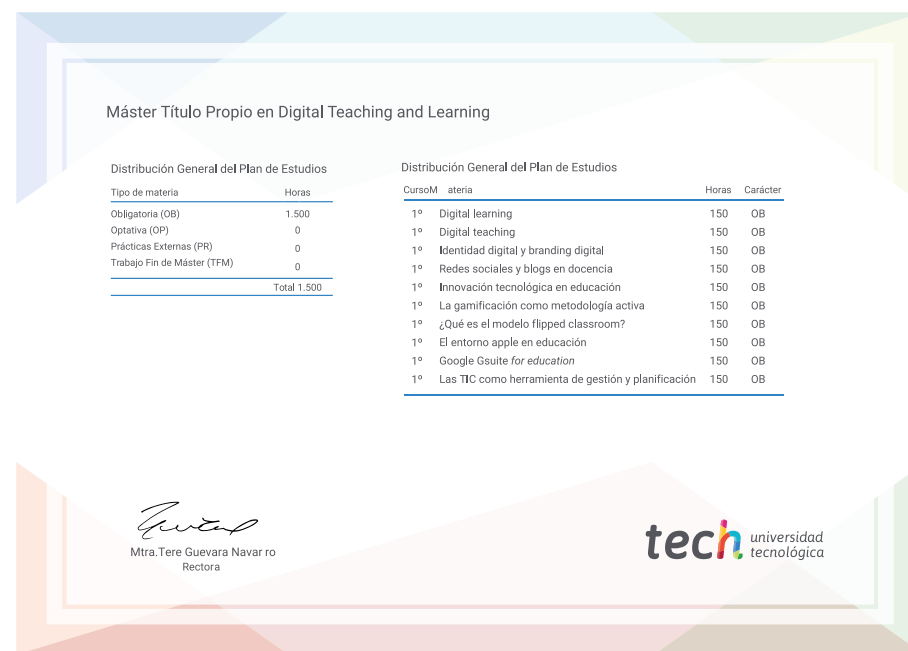 Máster Título Propio en Digital Teaching and Learning
Distribución General del Plan de Estudios
Tipo de materia Horas
Obligatoria (OB) 1.500
Optativa (OP) 0
Prácticas Externas (PR) 0
Trabajo Fin de Máster (TFM) 0
Total 1.500
Distribución General del Plan de Estudios
CursoM ateria Horas Carácter
1º Digital learning 150 OB
1º Digital teaching 150 OB
1º Identidad digital y branding digital 150 OB
1º Redes sociales y blogs en docencia 150 OB
1º Innovación tecnológica en educación 150 OB
1º La gamificación como metodología activa 150 OB
1º ¿Qué es el modelo flipped classroom? 150 OB
1º El entorno apple en educación 150 OB
1º Google Gsuite for education 150 OB
1º Las TIC como herramienta de gestión y planificación 150 OB
Mtra.Tere Guevara Navar ro
Rectora
tech universidad
tecnológica